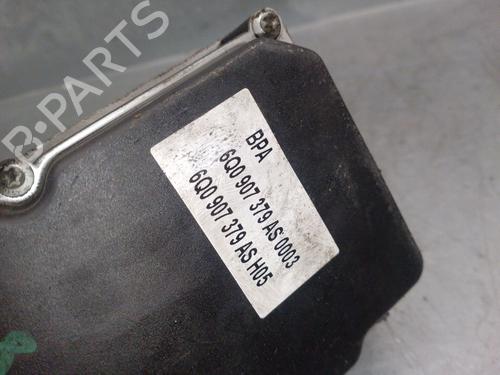 B-PARTS
BPA
6Q0 907 379 AS 0003
6Q0 907 379 AS H05